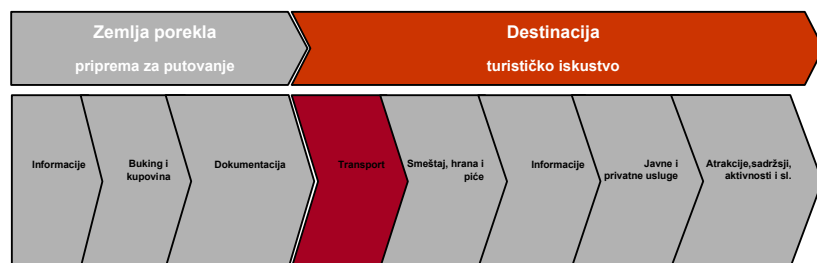 Zemlja porekla
priprema za putovanje
Destinacija
turističko iskustvo
Informacije
Buking i
kupovina
Dokumentacija
Transport
Smeštaj, hrana i
piće
Informacije
Javne i
privatne usluge
Atrakcije,sadržsji,
aktivnosti i sl.